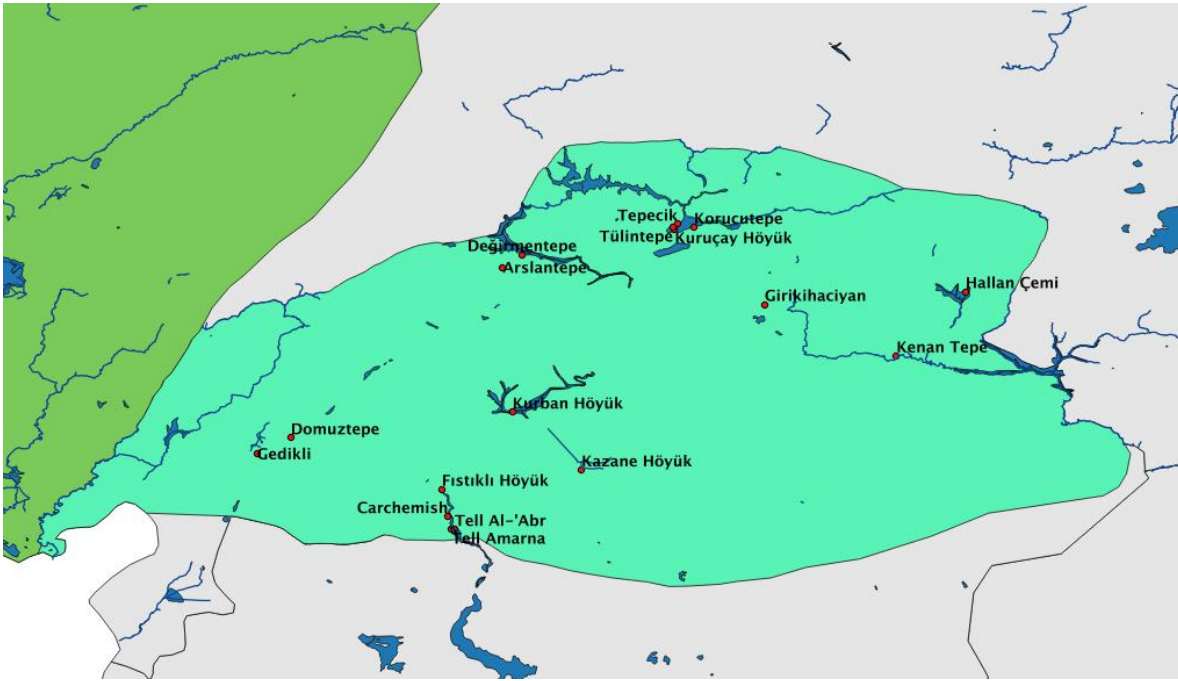 Tepecik
Korucutepe
Tülintepe
Kuruçay Höyük
Değirmentepe
Arslantepe
Hallan Çemi
Girikihaciyan
Kenan Tepe
Kurban Höyük
Domuztepe
Gedikli
Kazane Höyük
Fıstıklı Höyük
Carchemish
Tell Al-'Abr
Tell Amarna